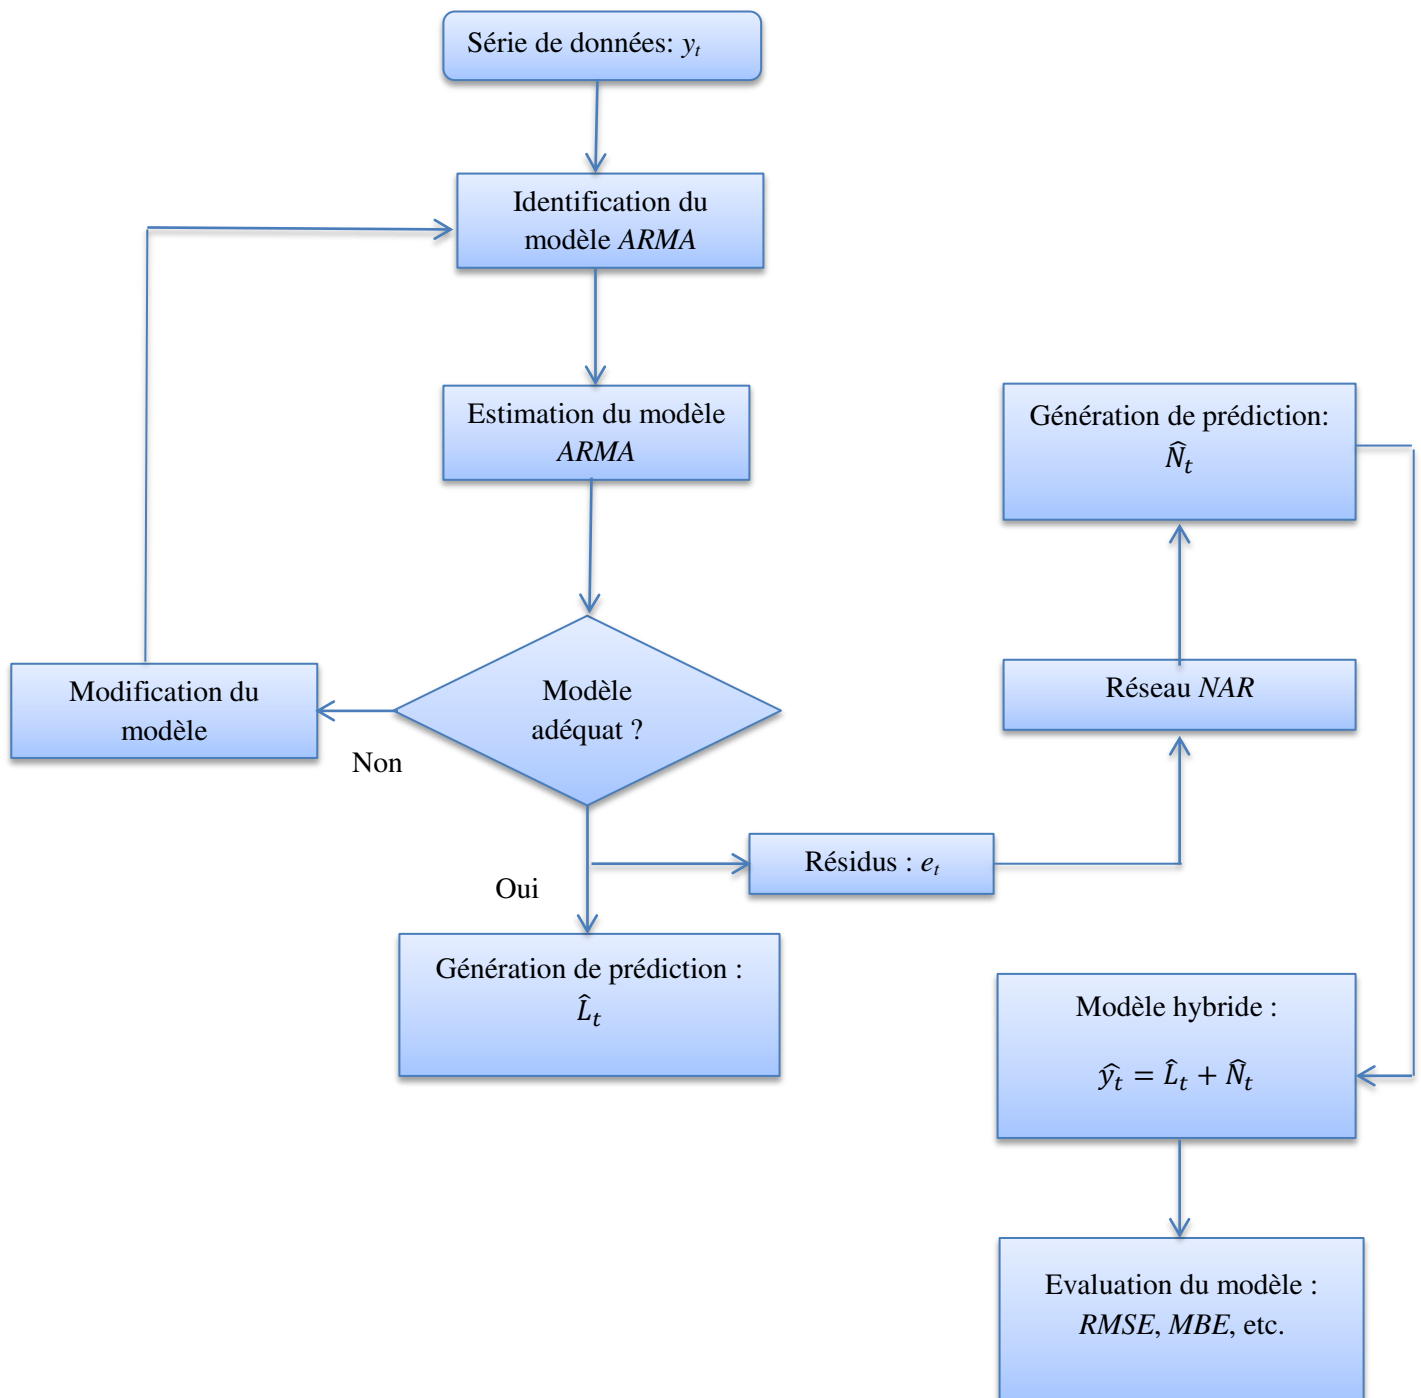 Série de données: yₜ
Identification du
modèle ARMA
Estimation du modèle
ARMA
Modèle
adéquat ?
Modification du
modèle
Non
Oui
Résidus : eₜ
Génération de prédiction :
L̂ₜ
Réseau NAR
Génération de prédiction:
N̂ₜ
Modèle hybride :
ŷₜ = L̂ₜ + N̂ₜ
Evaluation du modèle :
RMSE, MBE, etc.